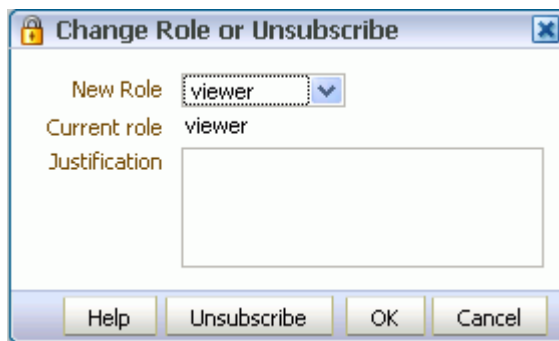 Change Role or Unsubscribe
New Role viewer
Current role viewer
Justification
Help Unsubscribe OK Cancel